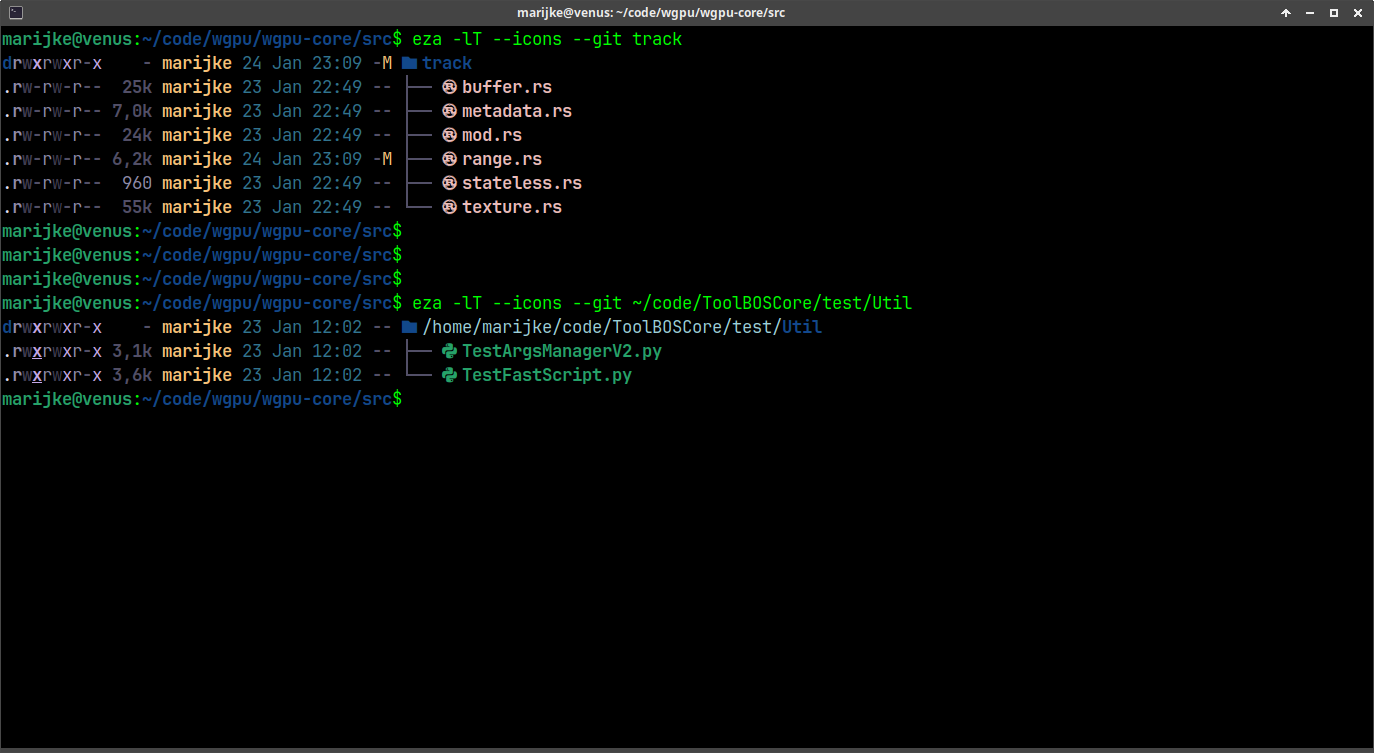 marijke@venus: ~/code/wgpu/wgpu-core/src
marijke@venus:~/code/wgpu/wgpu-core/src$ eza -lT --icons --git track
drwxrwxr-x    - marijke 24 Jan 23:09 -M track
.rw-rw-r--  25k marijke 23 Jan 22:49 -- ├── buffer.rs
.rw-rw-r-- 7,0k marijke 23 Jan 22:49 -- ├── metadata.rs
.rw-rw-r--  24k marijke 23 Jan 22:49 -- ├── mod.rs
.rw-rw-r-- 6,2k marijke 24 Jan 23:09 -M ├── range.rs
.rw-rw-r--  960 marijke 23 Jan 22:49 -- ├── stateless.rs
.rw-rw-r--  55k marijke 23 Jan 22:49 -- └── texture.rs
marijke@venus:~/code/wgpu/wgpu-core/src$
marijke@venus:~/code/wgpu/wgpu-core/src$
marijke@venus:~/code/wgpu/wgpu-core/src$
marijke@venus:~/code/wgpu/wgpu-core/src$ eza -lT --icons --git ~/code/ToolBOSCore/test/Util
drwxrwxr-x    - marijke 23 Jan 12:02 -- /home/marijke/code/ToolBOSCore/test/Util
.rwxrwxr-x 3,1k marijke 23 Jan 12:02 -- ├── TestArgsManagerV2.py
.rwxrwxr-x 3,6k marijke 23 Jan 12:02 -- └── TestFastScript.py
marijke@venus:~/code/wgpu/wgpu-core/src$